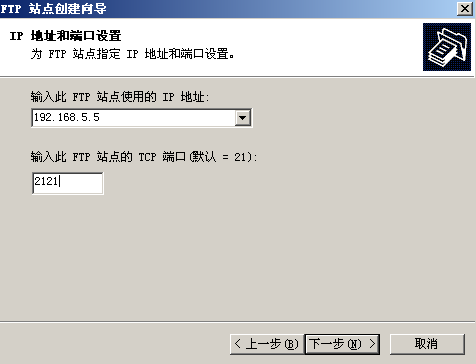 FTP 站点创建向导
IP 地址和端口设置
为 FTP 站点指定 IP 地址和端口设置。
输入此 FTP 站点使用的 IP 地址:
192.168.5.5
输入此 FTP 站点的 TCP 端口(默认 = 21):
2121
< 上一步(B) 下一步(N) > 取消